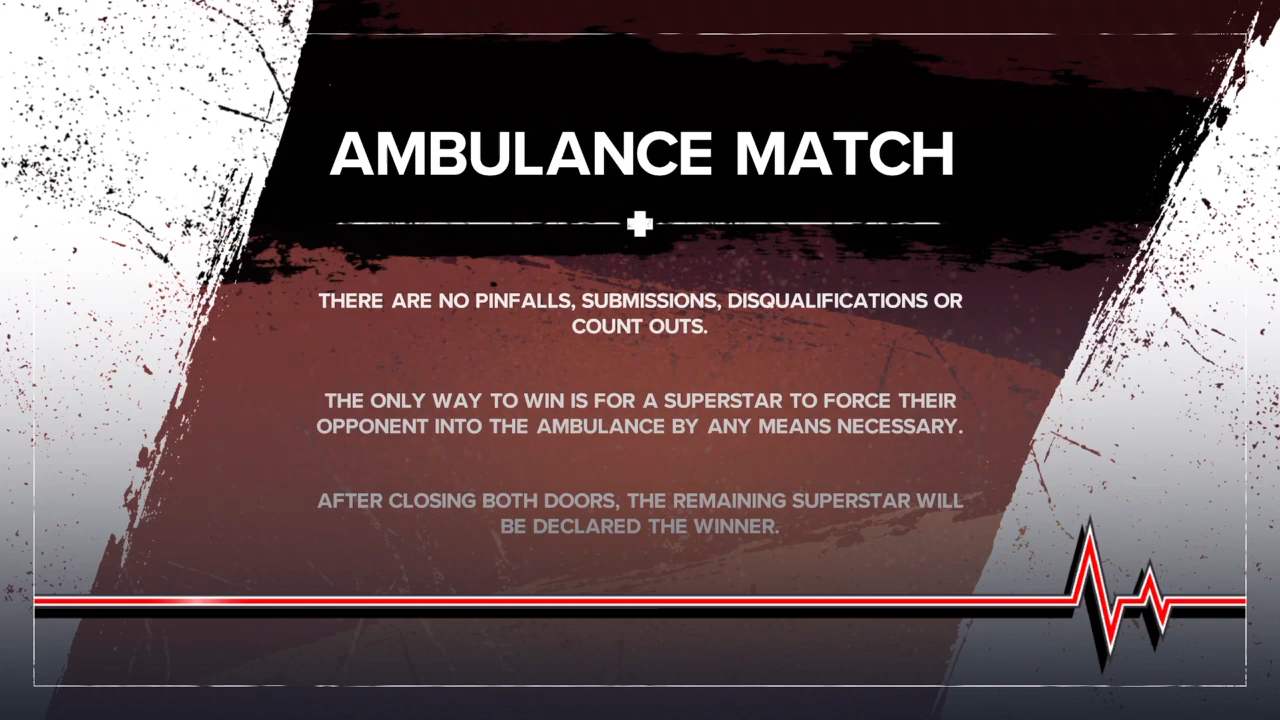 AMBULANCE MATCH
THERE ARE NO PINFALLS, SUBMISSIONS, DISQUALIFICATIONS OR
COUNT OUTS.
THE ONLY WAY TO WIN IS FOR A SUPERSTAR TO FORCE THEIR
OPPONENT INTO THE AMBULANCE BY ANY MEANS NECESSARY.
AFTER CLOSING BOTH DOORS, THE REMAINING SUPERSTAR WILL
BE DECLARED THE WINNER.